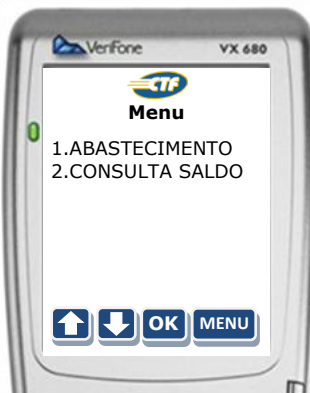 VeriFone VX 680
CTF
Menu
1.ABASTECIMENTO
2.CONSULTA SALDO
OK MENU